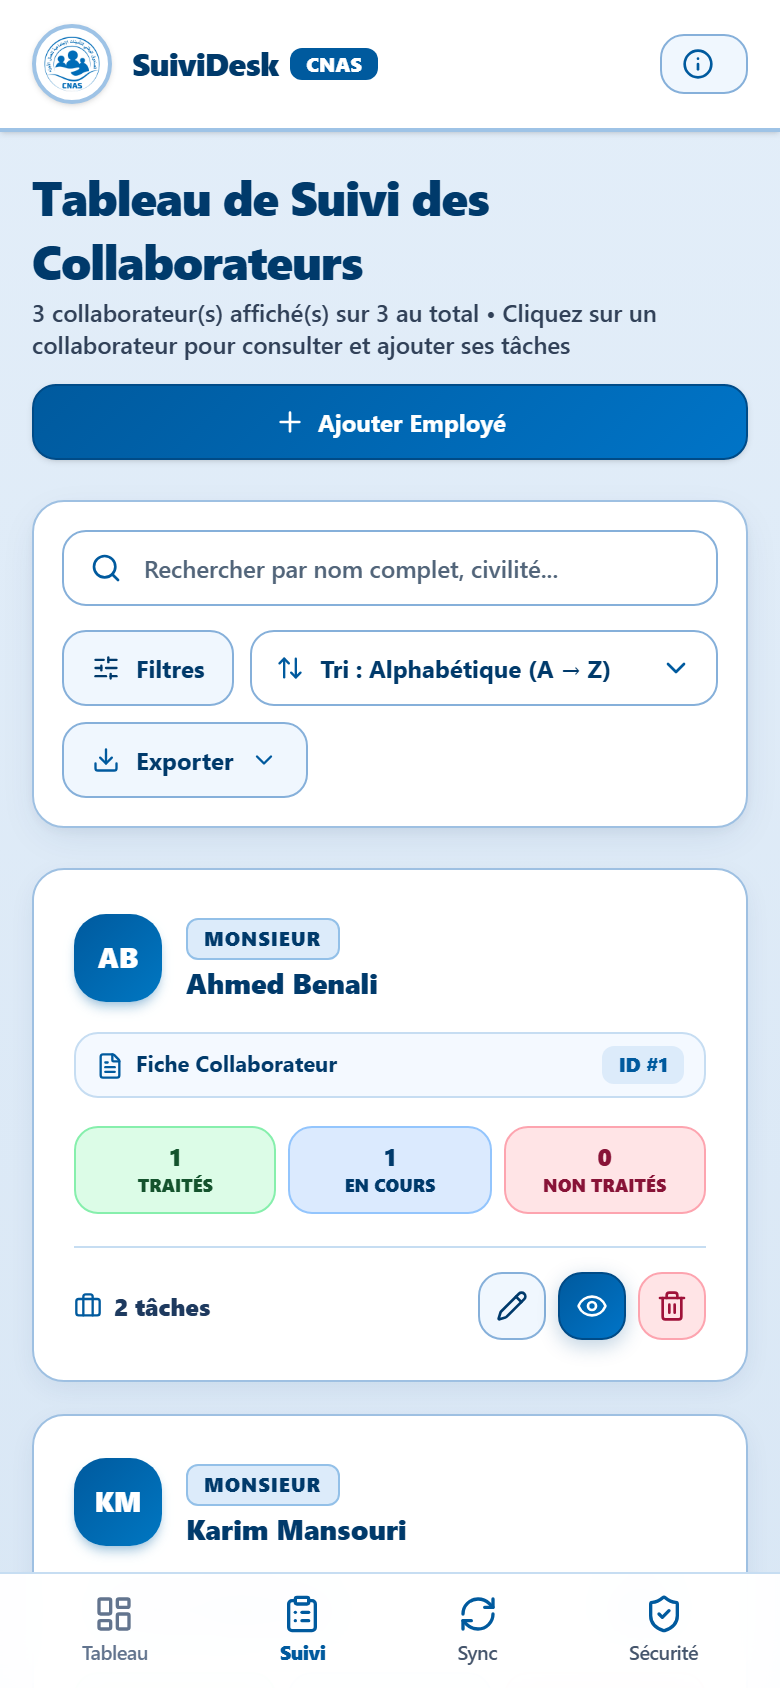 CNAS
SuiviDesk CNAS
Tableau de Suivi des
Collaborateurs
3 collaborateur(s) affiché(s) sur 3 au total • Cliquez sur un
collaborateur pour consulter et ajouter ses tâches
Ajouter Employé
Rechercher par nom complet, civilité...
Filtres
Tri : Alphabétique (A → Z)
Exporter
AB
MONSIEUR
Ahmed Benali
Fiche Collaborateur
ID #1
1
TRAITÉS
1
EN COURS
0
NON TRAITÉS
2 tâches
KM
MONSIEUR
Karim Mansouri
Tableau
Suivi
Sync
Sécurité